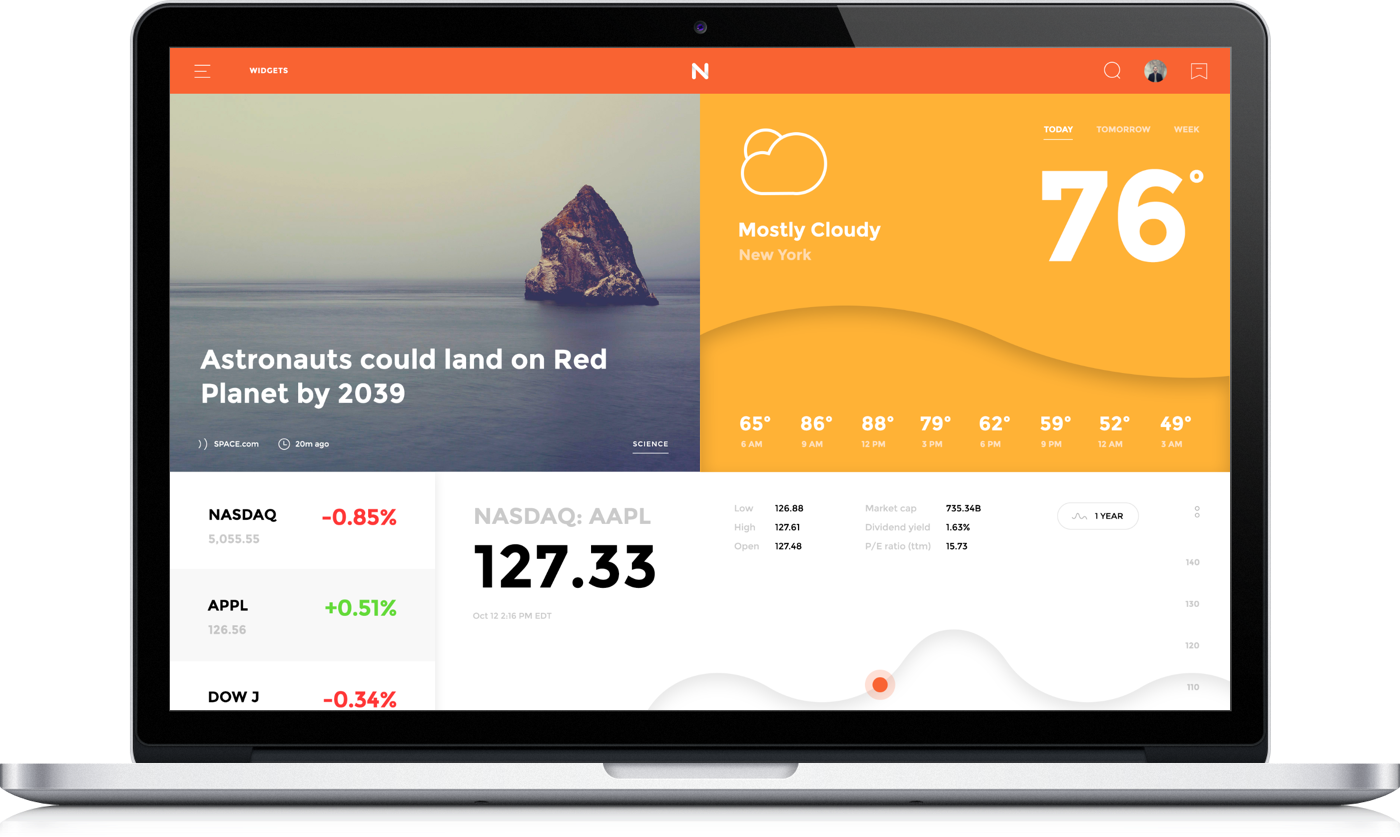 WIDGETS
N
TODAY TOMORROW WEEK
76°
Mostly Cloudy
New York
65° 86° 88° 79° 62° 59° 52° 49°
6 AM 9 AM 12 PM 3 PM 6 PM 9 PM 12 AM 3 AM
Astronauts could land on Red
Planet by 2039
SPACE.com 20m ago SCIENCE
NASDAQ -0.85%
5,055.55
APPL +0.51%
126.56
DOW J -0.34%
NASDAQ: AAPL
127.33
Oct 12 2:16 PM EDT
Low 126.88
High 127.61
Open 127.48
Market cap 735.34B
Dividend yield 1.63%
P/E ratio (ttm) 15.73
1 YEAR
140
130
120
110